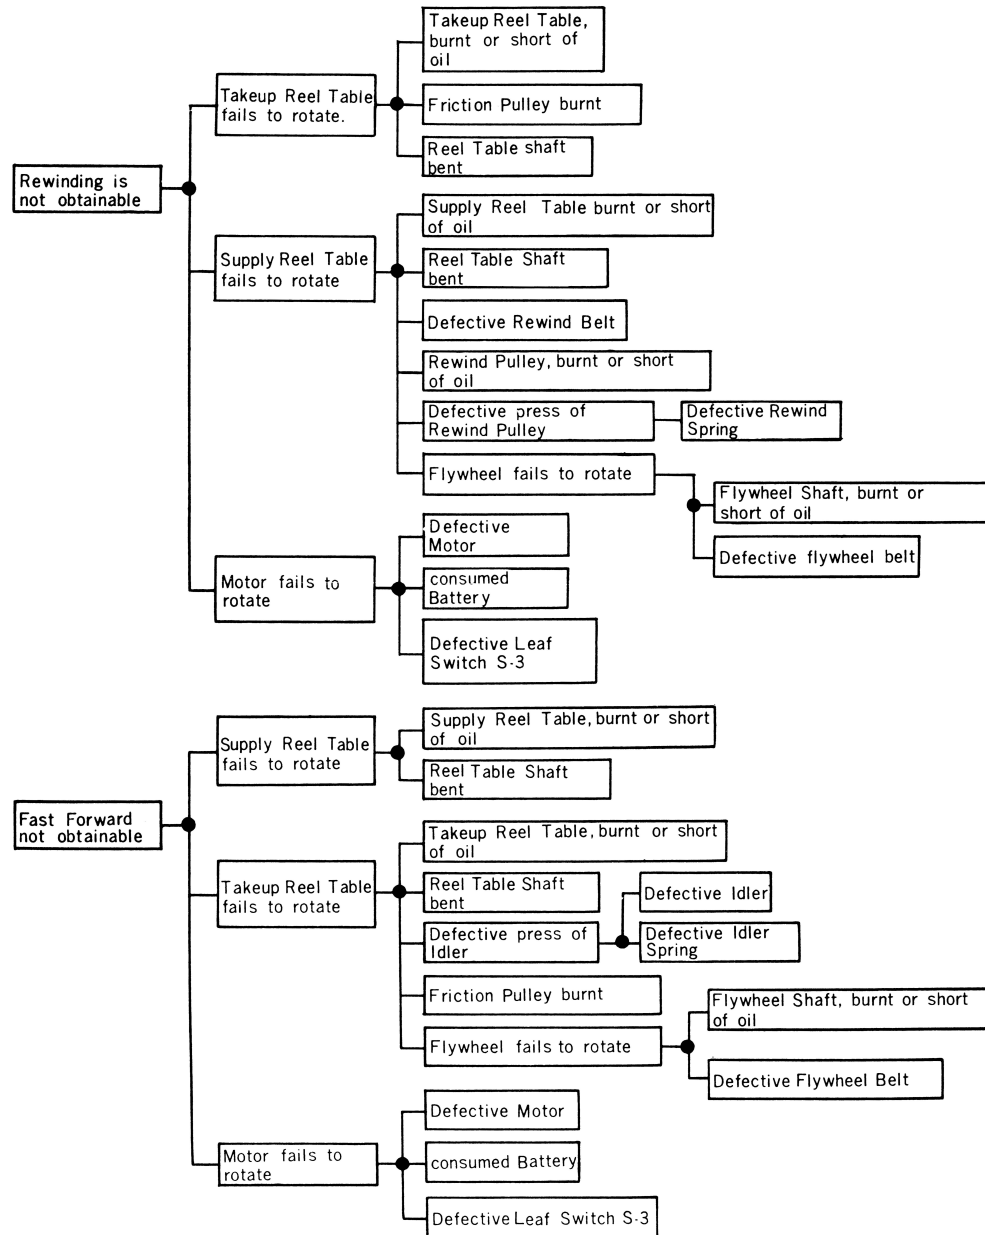 Rewinding is
not obtainable
Takeup Reel Table
fails to rotate.
Takeup Reel Table,
burnt or short of
oil
Friction Pulley burnt
Reel Table shaft
bent
Supply Reel Table
fails to rotate
Supply Reel Table burnt or short
of oil
Reel Table Shaft
bent
Defective Rewind Belt
Rewind Pulley, burnt or short
of oil
Defective press of
Rewind Pulley
Defective Rewind
Spring
Flywheel fails to rotate
Flywheel Shaft, burnt or
short of oil
Defective flywheel belt
Motor fails to
rotate
Defective
Motor
consumed
Battery
Defective Leaf
Switch S-3
Fast Forward
not obtainable
Supply Reel Table
fails to rotate
Supply Reel Table, burnt or short
of oil
Reel Table Shaft
bent
Takeup Reel Table
fails to rotate
Takeup Reel Table, burnt or short
of oil
Reel Table Shaft
bent
Defective press of
Idler
Defective Idler
Defective Idler
Spring
Friction Pulley burnt
Flywheel fails to rotate
Flywheel Shaft, burnt or short
of oil
Defective Flywheel Belt
Motor fails to
rotate
Defective Motor
consumed Battery
Defective Leaf Switch S-3